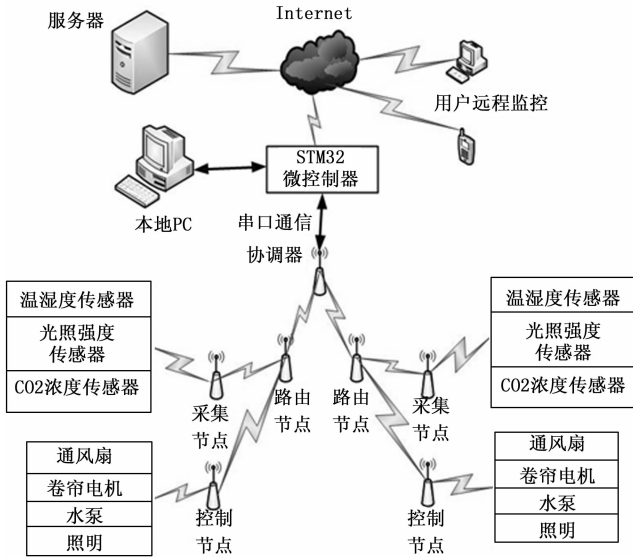 Internet
服务器
用户远程监控
STM32
微控制器
本地PC
串口通信
协调器
温湿度传感器
光照强度
传感器
CO2浓度传感器
温湿度传感器
光照强度
传感器
CO2浓度传感器
采集
节点
路由
节点
路由
节点
采集
节点
通风扇
卷帘电机
水泵
照明
控制
节点
控制
节点
通风扇
卷帘电机
水泵
照明